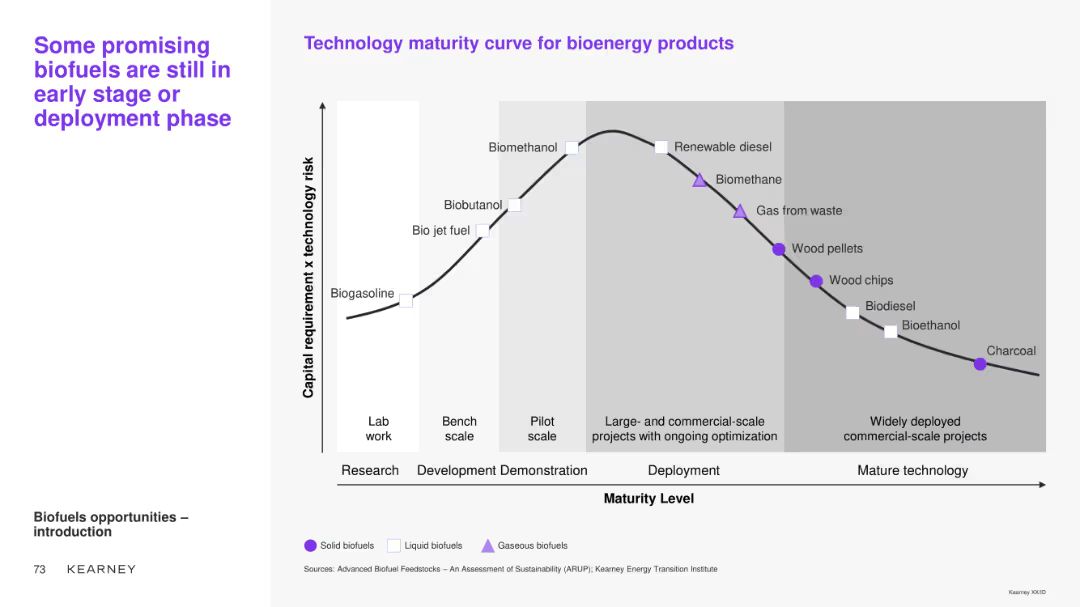 Some promising
biofuels are still in
early stage or
deployment phase
Technology maturity curve for bioenergy products
Capital requirement x technology risk
Biomethanol
Renewable diesel
Biomethane
Biobutanol
Gas from waste
Bio jet fuel
Wood pellets
Wood chips
Biogasoline
Biodiesel
Bioethanol
Charcoal
Lab
work
Bench
scale
Pilot
scale
Large- and commercial-scale
projects with ongoing optimization
Widely deployed
commercial-scale projects
Research
Development
Demonstration
Deployment
Mature technology
Maturity Level
Biofuels opportunities –
introduction
Solid biofuels
Liquid biofuels
Gaseous biofuels
73 KEARNEY
Sources: Advanced Biofuel Feedstocks – An Assessment of Sustainability (ARUP); Kearney Energy Transition Institute